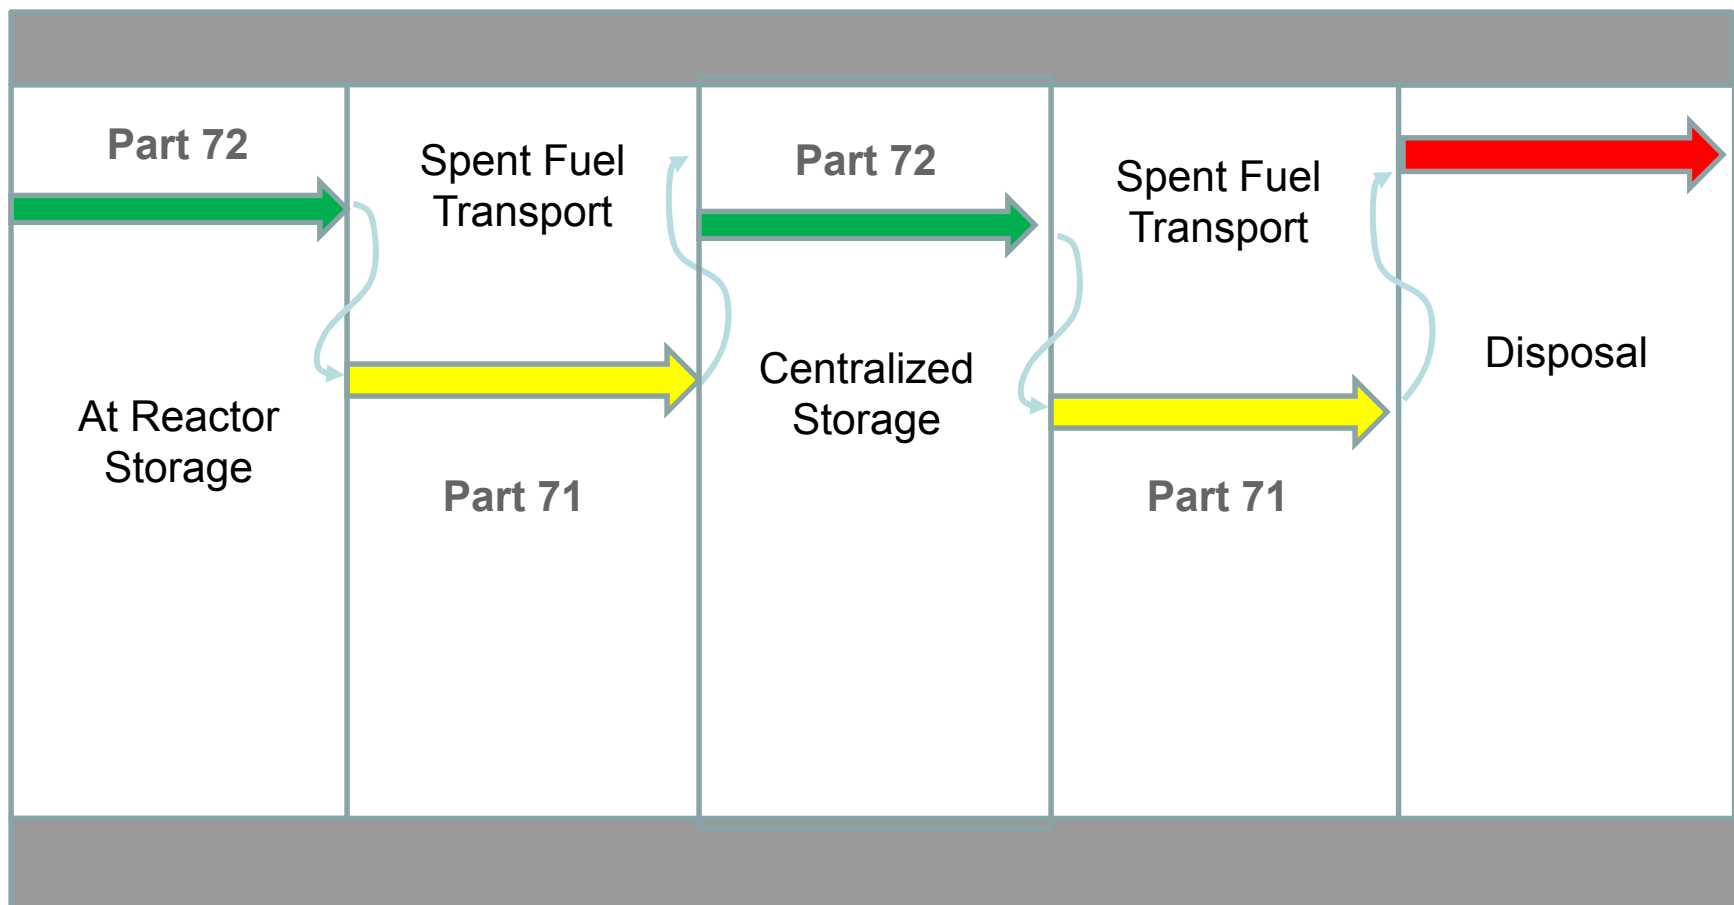 Part 72
At Reactor
Storage
Spent Fuel
Transport
Part 71
Part 72
Centralized
Storage
Spent Fuel
Transport
Part 71
Disposal